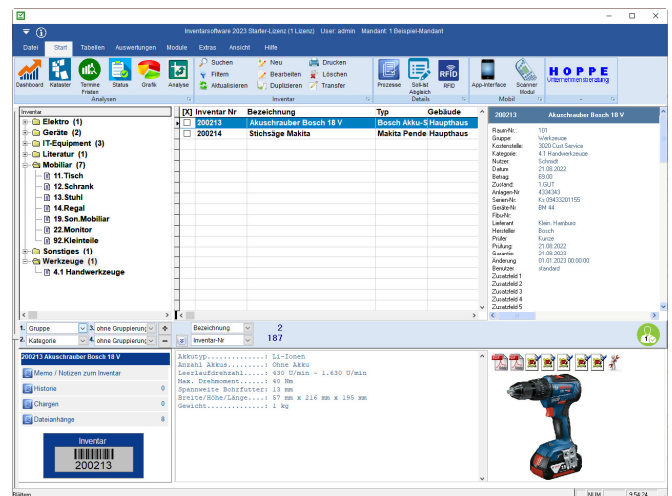 Inventarsoftware 2023 Starter-Lizenz (1 Lizenz) User: admin Mandant: 1 Beispiel-Mandant
Datei Start Tabellen Auswertungen Module Extras Ansicht Hilfe
Dashboard Kataster Termine Fristen Status Grafik Analyse
Suchen Neu Drucken
Filtern Bearbeiten Löschen
Aktualisieren Duplizieren Transfer
Prozesse Soll-Ist Abgleich RFID RFID App-Interface Scanner Modul
HOPPE
Unternehmensberatung
Analysen Inventar Details Mobil -
Inventar
Elektro (1)
Geräte (2)
IT-Equipment (3)
Literatur (1)
Mobiliar (7)
11.Tisch
12.Schrank
13.Stuhl
14.Regal
19.Son.Mobiliar
22.Monitor
92.Kleinteile
Sonstiges (1)
Werkzeuge (1)
4.1 Handwerkzeuge
[X] Inventar Nr Bezeichnung Typ Gebäude
200213 Akuschrauber Bosch 18 V Bosch Akku-S Haupthaus
200214 Stichsäge Makita Makita Pende Haupthaus
200213 Akuschrauber Bosch 18 V
Raum-Nr.: 101
Gruppe: Werkzeuge
Kostenstelle: 3020 Cust Service
Kategorie: 4.1 Handwerkzeuge
Nutzer Schmidt
Datum 21.08.2022
Betrag: 69.00
Zustand: 1.GUT
Anlagen-Nr 4334343
Serien-Nr. Kx09433201155
Geräte-Nr BM 44
Fibu-Nr:
Lieferant Klein. Hamburg
Hersteller Bosch
Prüfer Kunze
Prüfung 21.08.2022
Garantie: 21.08.2023
Änderung 01.01.2023 00:00:00
Benutzer standard
Zusatzfeld 1
Zusatzfeld 2
Zusatzfeld 3
Zusatzfeld 4
Zusatzfeld 5
1. Gruppe 3. ohne Gruppierung
2. Kategorie 4. ohne Gruppierung
Bezeichnung 2
Inventar-Nr 187
200213 Akuschrauber Bosch 18 V
Memo / Notizen zum Inventar
Historie 0
Chargen 0
Dateianhänge 8
Inventar
200213
Akkutyp..............: Li-Ionen
Anzahl Akkus.........: Ohne Akku
Leerlaufdrehzahl.....: 430 U/min - 1.630 U/min
Max. Drehmoment......: 40 Nm
Spannweite Bohrfutter: 13 mm
Breite/Höhe/Länge....: 57 mm x 216 mm x 195 mm
Gewicht..............: 1 kg
Blättern
NUM 9:54:24